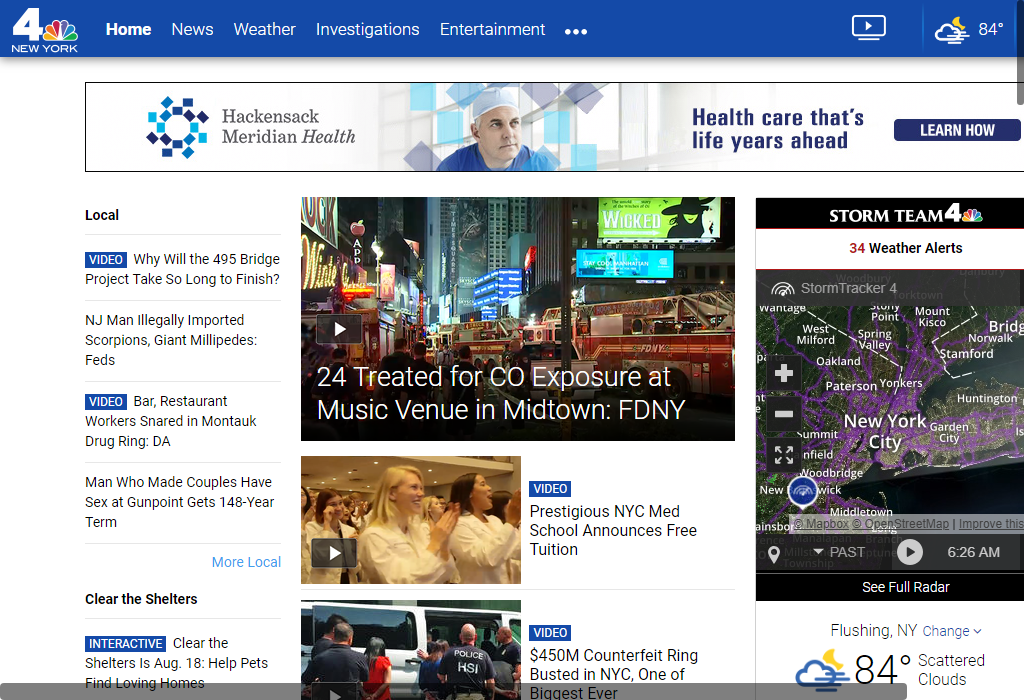 4
NEW YORK
Home News Weather Investigations Entertainment •••
84°
Hackensack
Meridian Health
Health care that's
life years ahead
LEARN HOW
Local
VIDEO Why Will the 495 Bridge
Project Take So Long to Finish?
NJ Man Illegally Imported
Scorpions, Giant Millipedes:
Feds
VIDEO Bar, Restaurant
Workers Snared in Montauk
Drug Ring: DA
Man Who Made Couples Have
Sex at Gunpoint Gets 148-Year
Term
More Local
Clear the Shelters
INTERACTIVE Clear the
Shelters Is Aug. 18: Help Pets
Find Loving Homes
WICKED
FDNY
24 Treated for CO Exposure at
Music Venue in Midtown: FDNY
VIDEO
Prestigious NYC Med
School Announces Free
Tuition
POLICE
HSI
VIDEO
$450M Counterfeit Ring
Busted in NYC, One of
Biggest Ever
STORM TEAM 4
34 Weather Alerts
StormTracker 4
Woodbury
Danbury
Yorktown
Wantage
Stony
Point
Mount
Kisco
West
Milford
Spring
Valley
Bridg
Norwalk
Stamford
Oakland
Paterson
Yonkers
Huntington
New York
City
Garden
City
Summit
nfield
Woodbridge
New
wick
Middletown
ainsbo
© Mapbox © OpenStreetMap | Improve this
Manalapan
Township
PAST
6:26 AM
See Full Radar
Flushing, NY Change
84° Scattered
Clouds